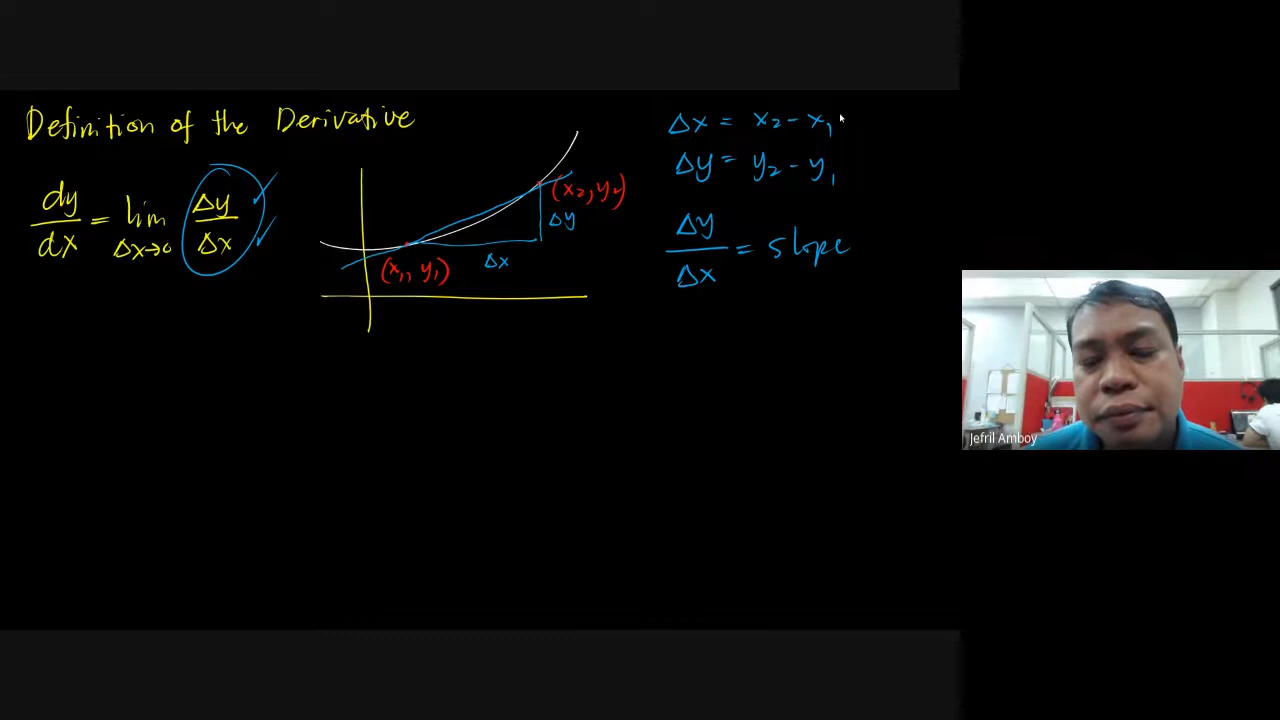 Definition of the Derivative
dy/dx = lim Δx→0 Δy/Δx
(x₂, y₂)
Δy
(x₁, y₁)
Δx
Δx = x₂ - x₁
Δy = y₂ - y₁
Δy/Δx = slope
Jefril Amboy